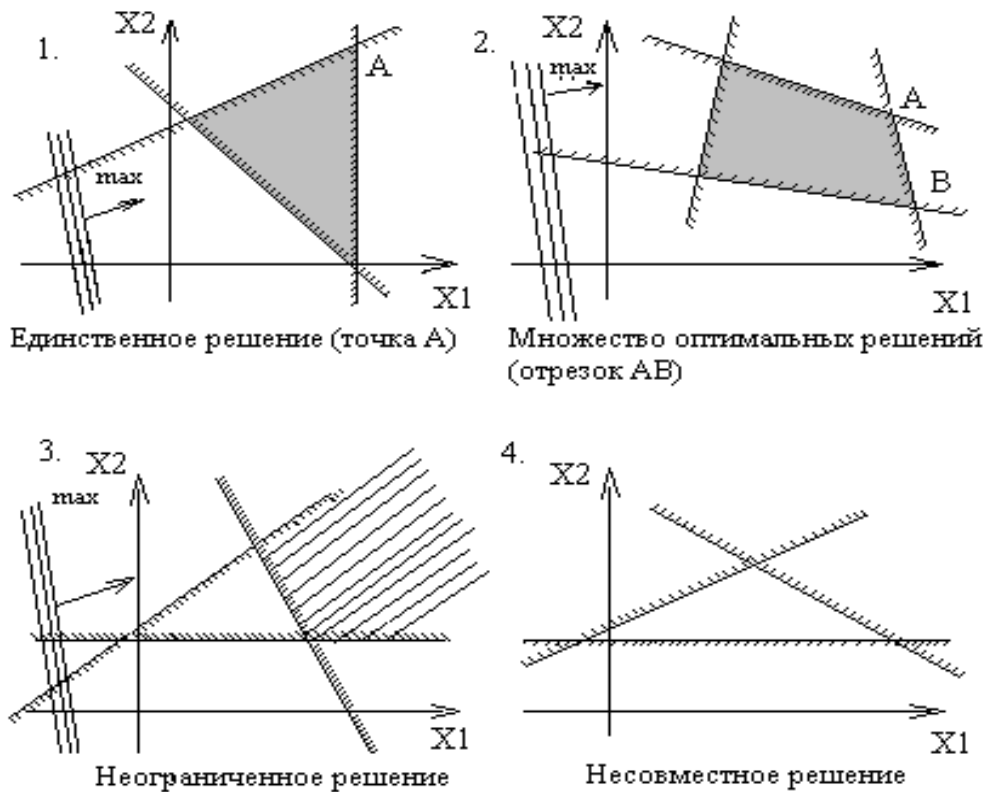 1.
X2
A
max
X1
Единственное решение (точка А)
2.
X2
max
A
B
X1
Множество оптимальных решений
(отрезок АВ)
3.
X2
max
X1
Неограниченное решение
4.
X2
X1
Несовместное решение